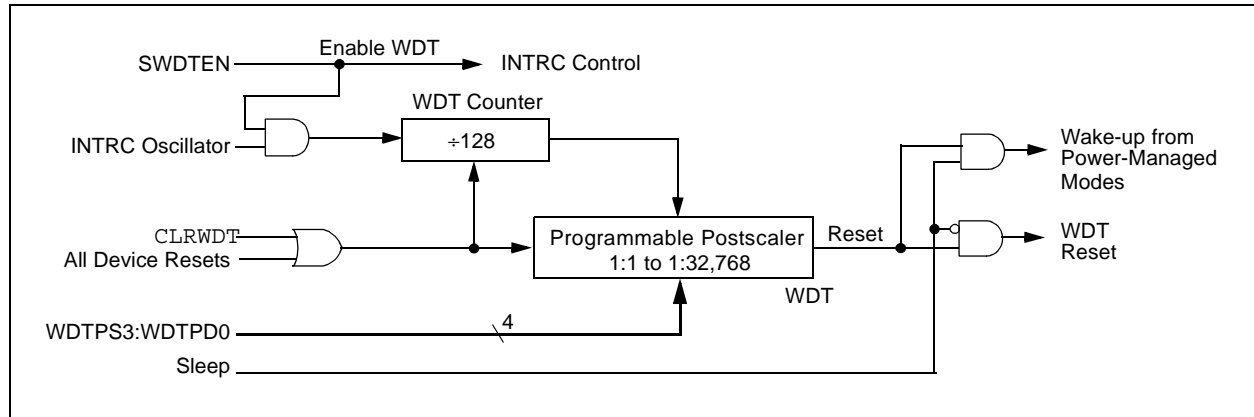 Enable WDT
SWDTEN
INTRC Control
WDT Counter
INTRC Oscillator
÷128
Wake-up from
Power-Managed
Modes
CLRWDT
All Device Resets
Programmable Postscaler
1:1 to 1:32,768
Reset
WDT
Reset
WDT
4
WDTPS3:WDTPD0
Sleep